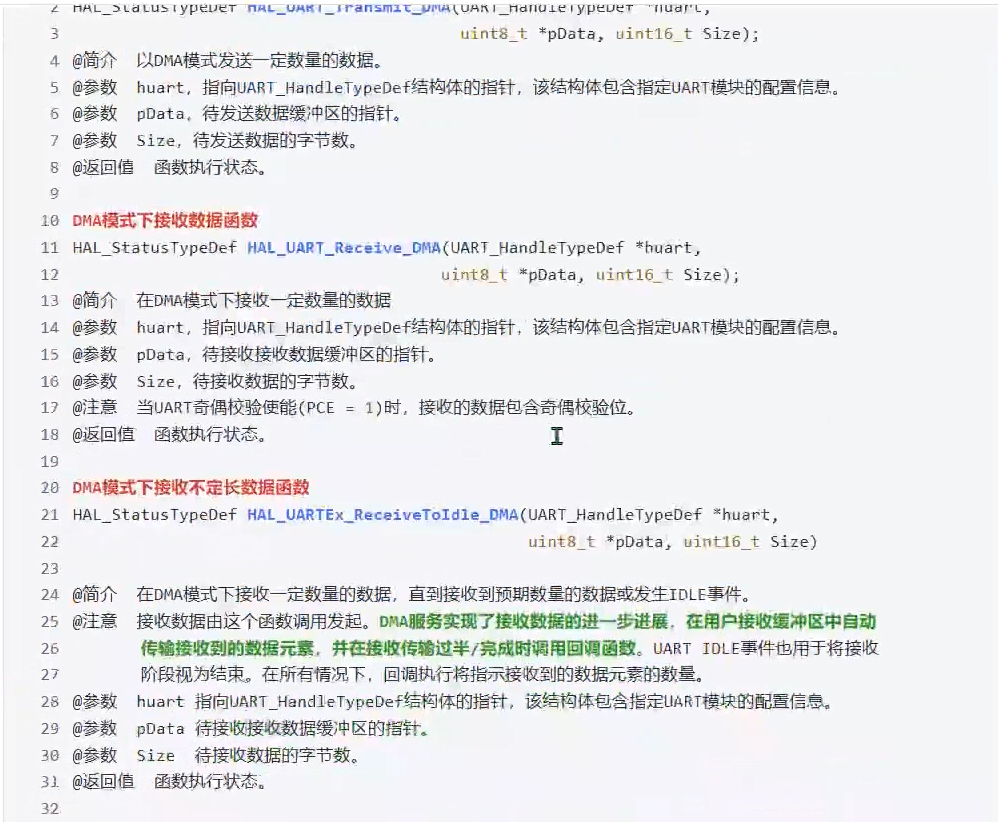 2 HAL_StatusTypeDef HAL_UART_Transmit_DMA(UART_HandleTypeDef *huart,
3 uint8_t *pData, uint16_t Size);
4 @简介 以DMA模式发送一定数量的数据。
5 @参数 huart，指向UART_HandleTypeDef结构体的指针，该结构体包含指定UART模块的配置信息。
6 @参数 pData，待发送数据缓冲区的指针。
7 @参数 Size，待发送数据的字节数。
8 @返回值 函数执行状态。
9
10 DMA模式下接收数据函数
11 HAL_StatusTypeDef HAL_UART_Receive_DMA(UART_HandleTypeDef *huart,
12 uint8_t *pData, uint16_t Size);
13 @简介 在DMA模式下接收一定数量的数据
14 @参数 huart，指向UART_HandleTypeDef结构体的指针，该结构体包含指定UART模块的配置信息。
15 @参数 pData，待接收接收数据缓冲区的指针。
16 @参数 Size，待接收数据的字节数。
17 @注意 当UART奇偶校验使能(PCE = 1)时，接收的数据包含奇偶校验位。
18 @返回值 函数执行状态。
19
20 DMA模式下接收不定长数据函数
21 HAL_StatusTypeDef HAL_UARTEx_ReceiveToIdle_DMA(UART_HandleTypeDef *huart,
22 uint8_t *pData, uint16_t Size)
23
24 @简介 在DMA模式下接收一定数量的数据，直到接收到预期数量的数据或发生IDLE事件。
25 @注意 接收数据由这个函数调用发起。DMA服务实现了接收数据的进一步进展，在用户接收缓冲区中自动
26 传输接收到的数据元素，并在接收传输过半/完成时调用回调函数。UART IDLE事件也用于将接收
27 阶段视为结束。在所有情况下，回调执行将指示接收到的数据元素的数量。
28 @参数 huart 指向UART_HandleTypeDef结构体的指针，该结构体包含指定UART模块的配置信息。
29 @参数 pData 待接收接收数据缓冲区的指针。
30 @参数 Size 待接收数据的字节数。
31 @返回值 函数执行状态。
32